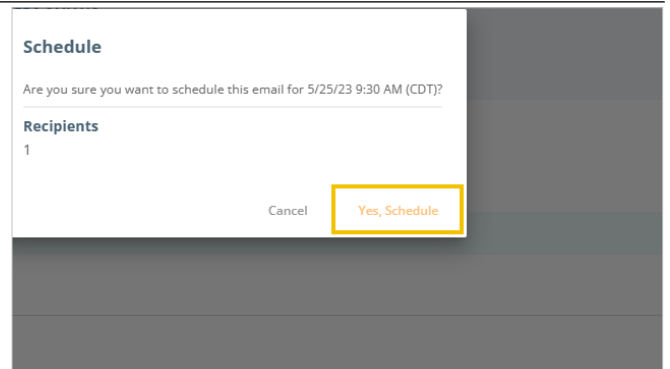 Schedule
Are you sure you want to schedule this email for 5/25/23 9:30 AM (CDT)?
Recipients
1
Cancel Yes, Schedule